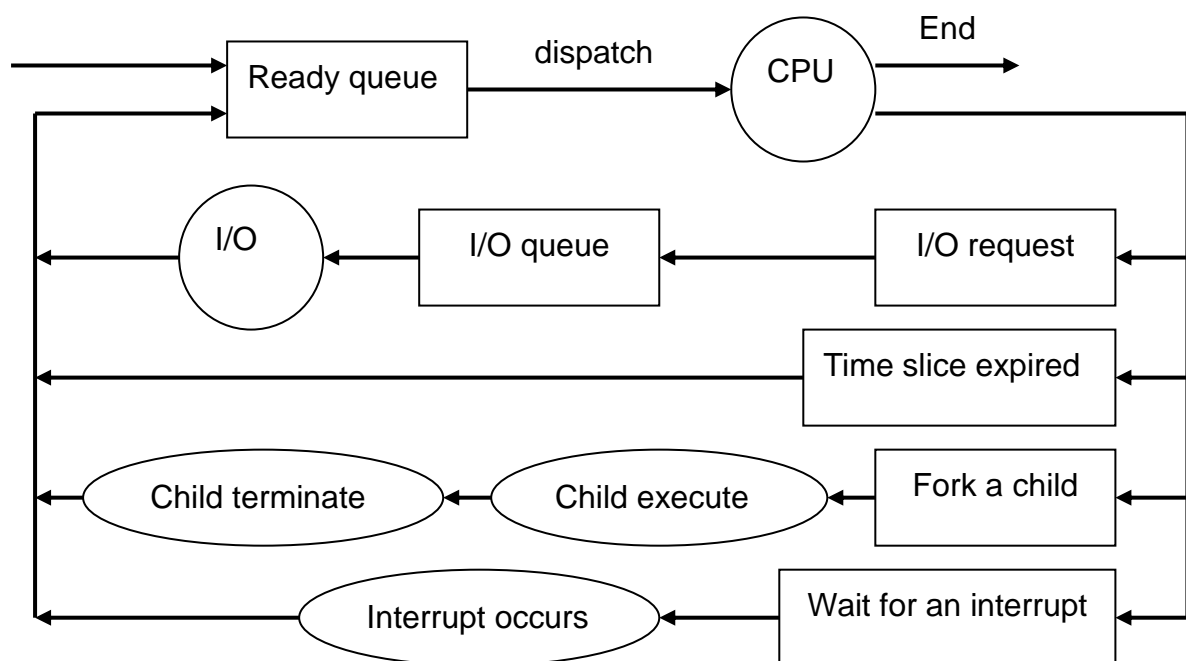 Ready queue
dispatch
CPU
End
I/O
I/O queue
I/O request
Time slice expired
Child terminate
Child execute
Fork a child
Interrupt occurs
Wait for an interrupt